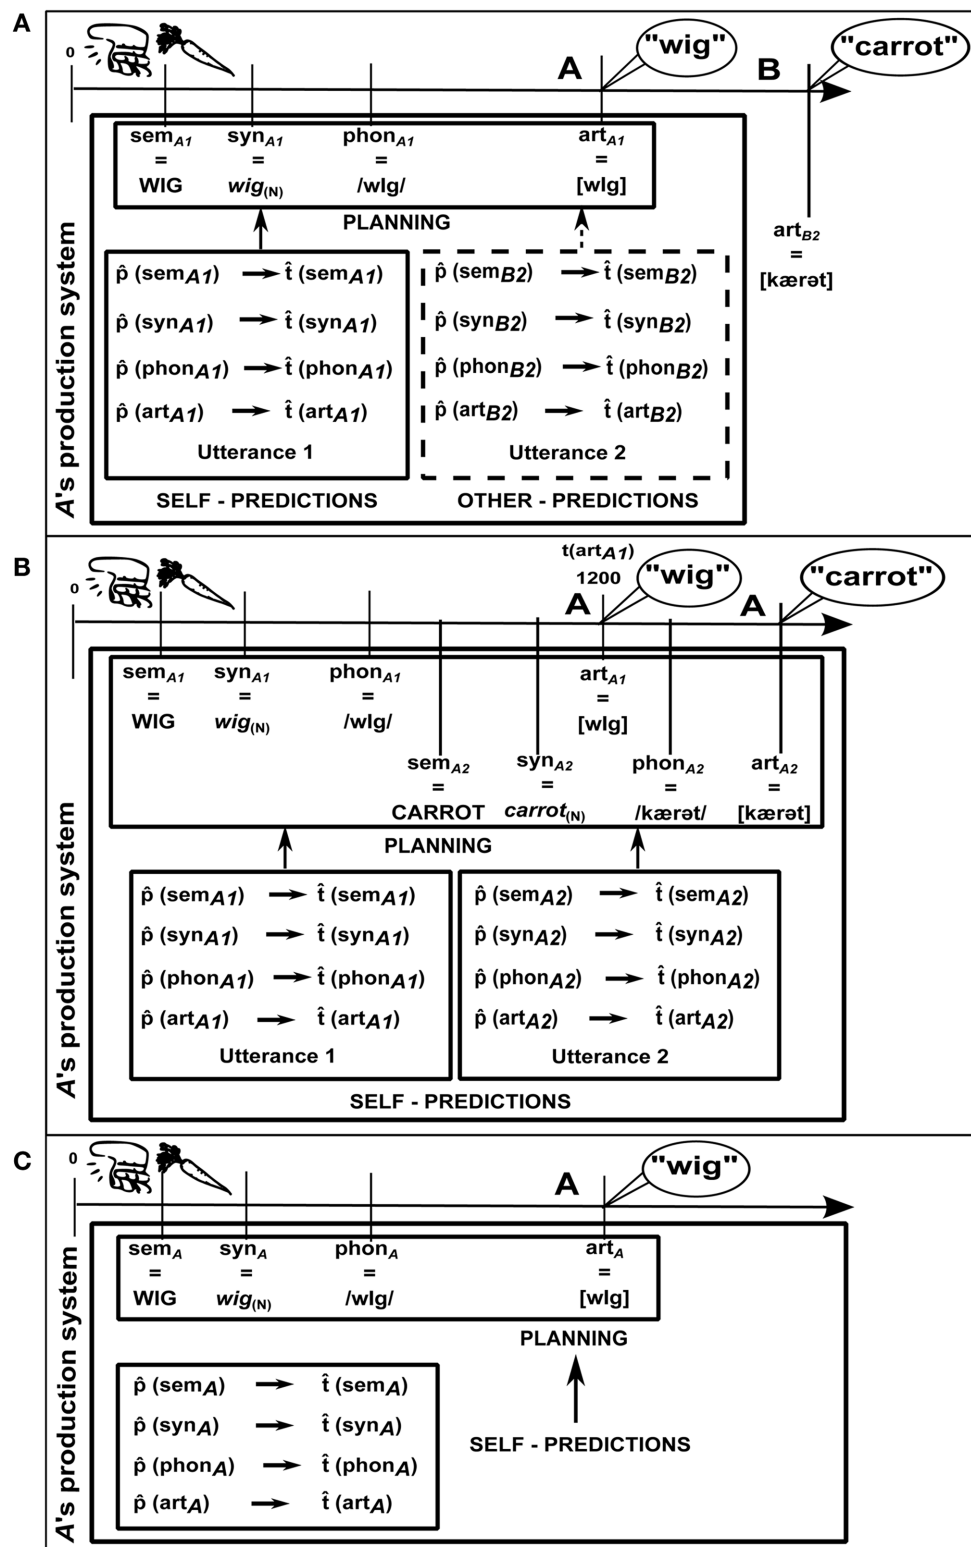 A
0
"wig"
"carrot"
A
B
semA1 synA1 phonA1 artA1
= = = =
WIG wig(N) /wIg/ [wIg]
PLANNING
artB2
=
[kærət]
A's production system
p̂ (semA1) t̂ (semA1)
p̂ (synA1) t̂ (synA1)
p̂ (phonA1) t̂ (phonA1)
p̂ (artA1) t̂ (artA1)
Utterance 1
SELF - PREDICTIONS
p̂ (semB2) t̂ (semB2)
p̂ (synB2) t̂ (synB2)
p̂ (phonB2) t̂ (phonB2)
p̂ (artB2) t̂ (artB2)
Utterance 2
OTHER - PREDICTIONS
B
0
t(artA1)
1200
"wig"
"carrot"
A
A
semA1 synA1 phonA1 artA1
= = = =
WIG wig(N) /wIg/ [wIg]
semA2 synA2 phonA2 artA2
= = = =
CARROT carrot(N) /kærət/ [kærət]
PLANNING
A's production system
p̂ (semA1) t̂ (semA1)
p̂ (synA1) t̂ (synA1)
p̂ (phonA1) t̂ (phonA1)
p̂ (artA1) t̂ (artA1)
Utterance 1
p̂ (semA2) t̂ (semA2)
p̂ (synA2) t̂ (synA2)
p̂ (phonA2) t̂ (phonA2)
p̂ (artA2) t̂ (artA2)
Utterance 2
SELF - PREDICTIONS
C
0
"wig"
A
semA synA phonA artA
= = = =
WIG wig(N) /wIg/ [wIg]
PLANNING
A's production system
p̂ (semA) t̂ (semA)
p̂ (synA) t̂ (synA)
p̂ (phonA) t̂ (phonA)
p̂ (artA) t̂ (artA)
SELF - PREDICTIONS